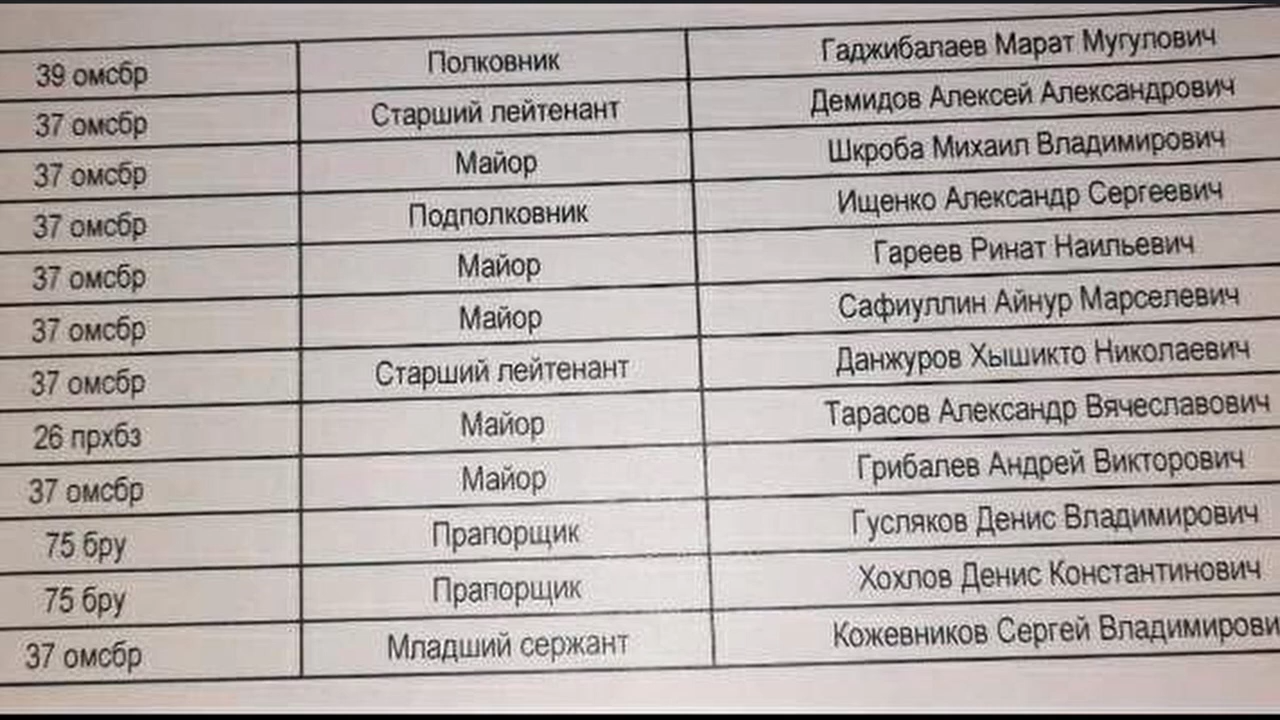 39 омсбр Полковник Гаджибалаев Марат Мугулович
37 омсбр Старший лейтенант Демидов Алексей Александрович
37 омсбр Майор Шкроба Михаил Владимирович
37 омсбр Подполковник Ищенко Александр Сергеевич
37 омсбр Майор Гареев Ринат Наильевич
37 омсбр Майор Сафиуллин Айнур Марселевич
37 омсбр Старший лейтенант Данжуров Хышикто Николаевич
26 прхбз Майор Тарасов Александр Вячеславович
37 омсбр Майор Грибалев Андрей Викторович
75 бру Прапорщик Гусляков Денис Владимирович
75 бру Прапорщик Хохлов Денис Константинович
37 омсбр Младший сержант Кожевников Сергей Владимирови